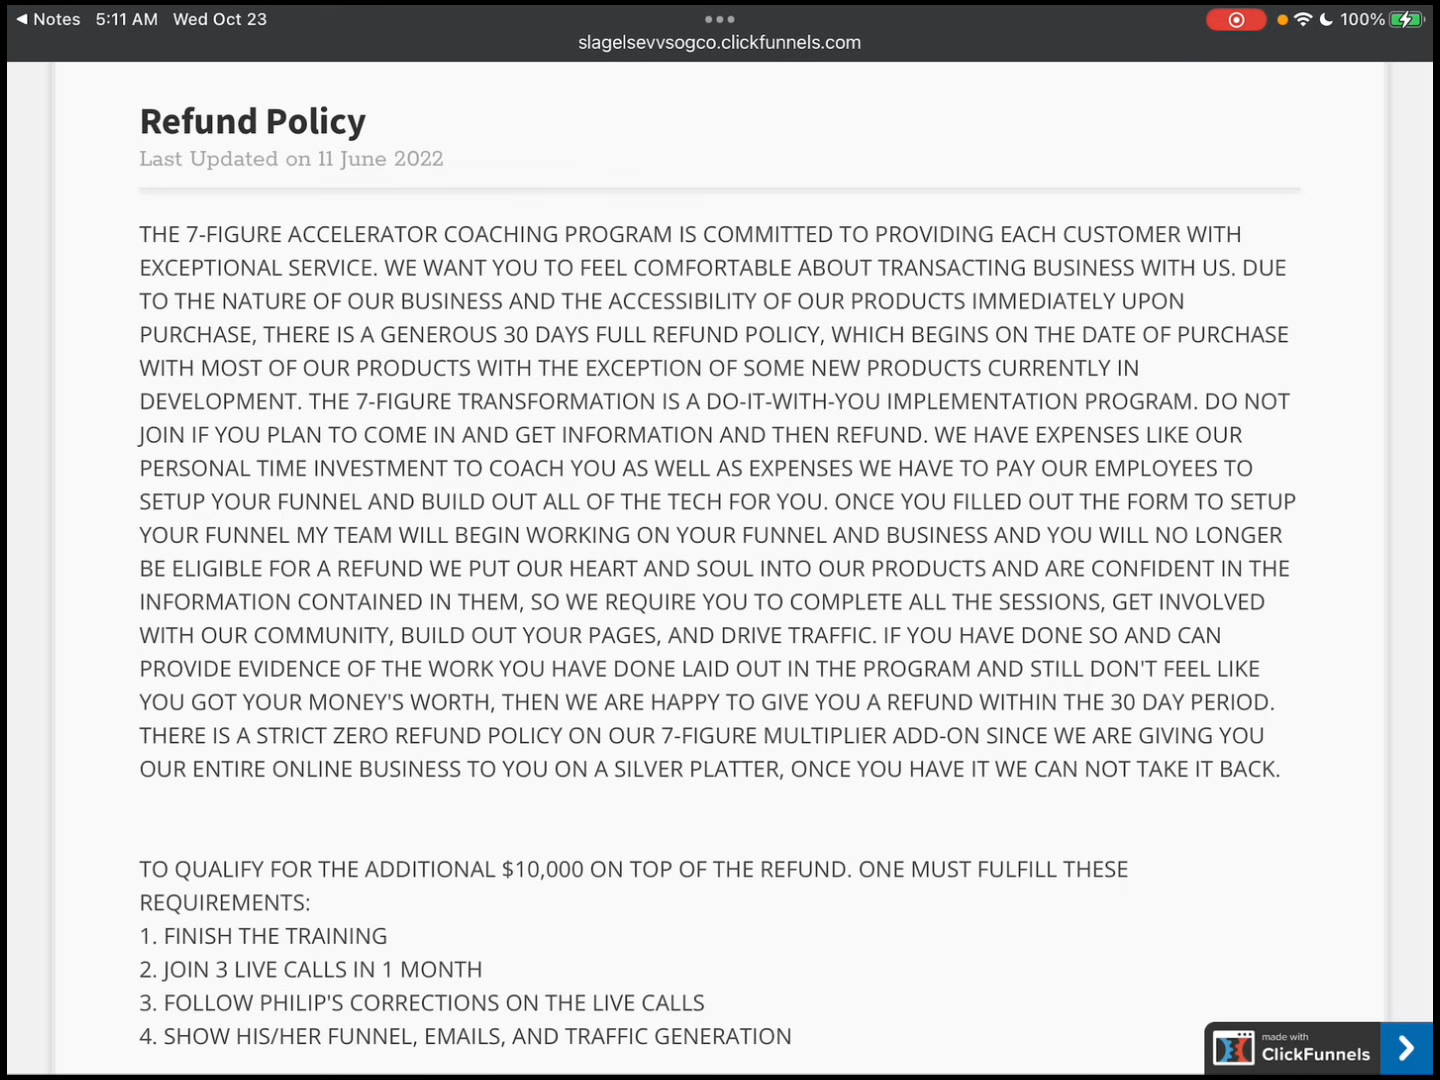 Notes 5:11 AM Wed Oct 23
100%
slagelsevvsogco.clickfunnels.com
Refund Policy
Last Updated on 11 June 2022
THE 7-FIGURE ACCELERATOR COACHING PROGRAM IS COMMITTED TO PROVIDING EACH CUSTOMER WITH
EXCEPTIONAL SERVICE. WE WANT YOU TO FEEL COMFORTABLE ABOUT TRANSACTING BUSINESS WITH US. DUE
TO THE NATURE OF OUR BUSINESS AND THE ACCESSIBILITY OF OUR PRODUCTS IMMEDIATELY UPON
PURCHASE, THERE IS A GENEROUS 30 DAYS FULL REFUND POLICY, WHICH BEGINS ON THE DATE OF PURCHASE
WITH MOST OF OUR PRODUCTS WITH THE EXCEPTION OF SOME NEW PRODUCTS CURRENTLY IN
DEVELOPMENT. THE 7-FIGURE TRANSFORMATION IS A DO-IT-WITH-YOU IMPLEMENTATION PROGRAM. DO NOT
JOIN IF YOU PLAN TO COME IN AND GET INFORMATION AND THEN REFUND. WE HAVE EXPENSES LIKE OUR
PERSONAL TIME INVESTMENT TO COACH YOU AS WELL AS EXPENSES WE HAVE TO PAY OUR EMPLOYEES TO
SETUP YOUR FUNNEL AND BUILD OUT ALL OF THE TECH FOR YOU. ONCE YOU FILLED OUT THE FORM TO SETUP
YOUR FUNNEL MY TEAM WILL BEGIN WORKING ON YOUR FUNNEL AND BUSINESS AND YOU WILL NO LONGER
BE ELIGIBLE FOR A REFUND WE PUT OUR HEART AND SOUL INTO OUR PRODUCTS AND ARE CONFIDENT IN THE
INFORMATION CONTAINED IN THEM, SO WE REQUIRE YOU TO COMPLETE ALL THE SESSIONS, GET INVOLVED
WITH OUR COMMUNITY, BUILD OUT YOUR PAGES, AND DRIVE TRAFFIC. IF YOU HAVE DONE SO AND CAN
PROVIDE EVIDENCE OF THE WORK YOU HAVE DONE LAID OUT IN THE PROGRAM AND STILL DON'T FEEL LIKE
YOU GOT YOUR MONEY'S WORTH, THEN WE ARE HAPPY TO GIVE YOU A REFUND WITHIN THE 30 DAY PERIOD.
THERE IS A STRICT ZERO REFUND POLICY ON OUR 7-FIGURE MULTIPLIER ADD-ON SINCE WE ARE GIVING YOU
OUR ENTIRE ONLINE BUSINESS TO YOU ON A SILVER PLATTER, ONCE YOU HAVE IT WE CAN NOT TAKE IT BACK.
TO QUALIFY FOR THE ADDITIONAL $10,000 ON TOP OF THE REFUND. ONE MUST FULFILL THESE
REQUIREMENTS:
1. FINISH THE TRAINING
2. JOIN 3 LIVE CALLS IN 1 MONTH
3. FOLLOW PHILIP'S CORRECTIONS ON THE LIVE CALLS
4. SHOW HIS/HER FUNNEL, EMAILS, AND TRAFFIC GENERATION
made with
ClickFunnels